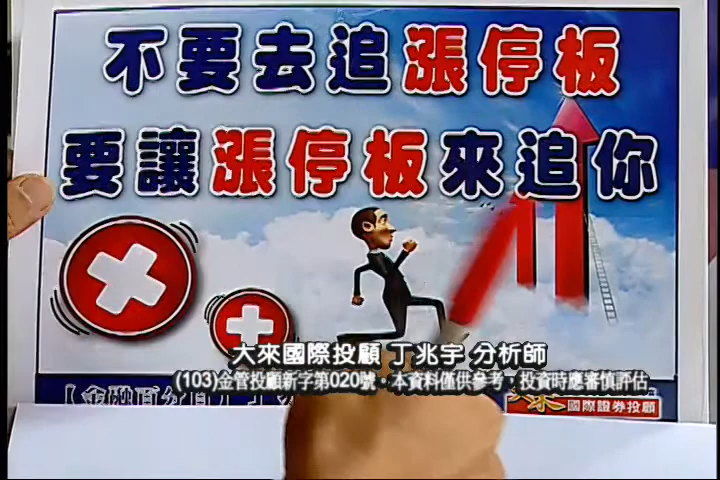 不要去追漲停板
要讓漲停板來追你
大來國際投顧 丁兆宇 分析師
(103)金管投顧新字第020號，本資料僅供參考，投資時應審慎評估
國際證券投顧